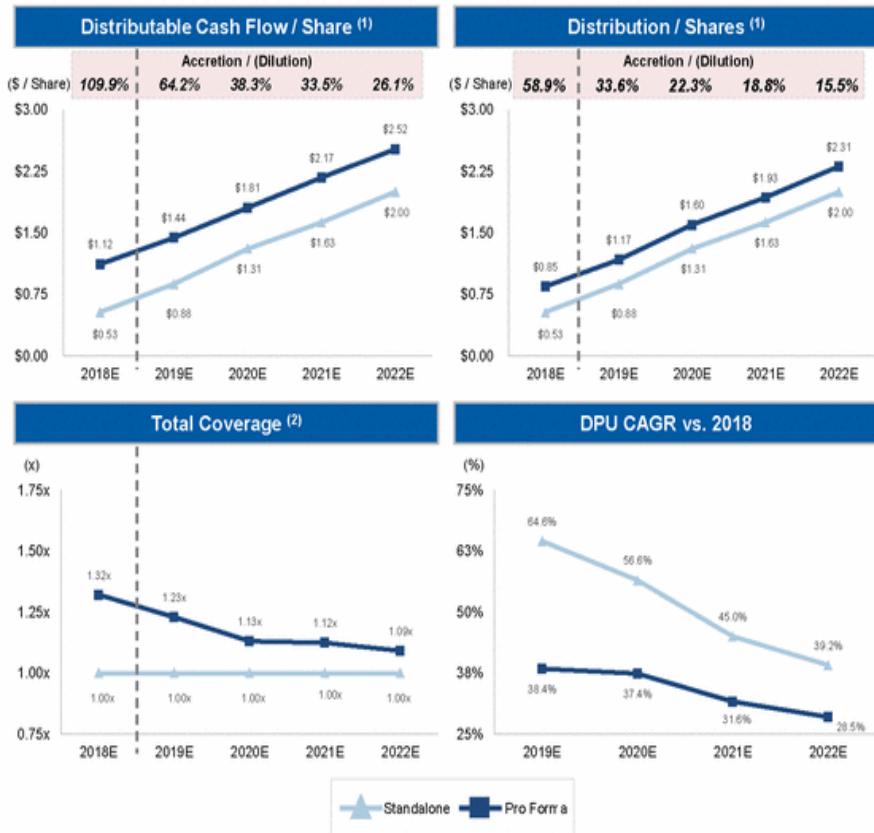 Distributable Cash Flow / Share (1)
Accretion / (Dilution)
($ / Share) 109.9% 64.2% 38.3% 33.5% 26.1%
$3.00
$2.25
$1.50
$0.75
$0.00
$1.12
$1.44
$1.81
$2.17
$2.52
$0.53
$0.88
$1.31
$1.63
$2.00
2018E 2019E 2020E 2021E 2022E
Distribution / Shares (1)
Accretion / (Dilution)
($ / Share) 58.9% 33.6% 22.3% 18.8% 15.5%
$3.00
$2.25
$1.50
$0.75
$0.00
$0.85
$1.17
$1.60
$1.93
$2.31
$0.53
$0.88
$1.31
$1.63
$2.00
2018E 2019E 2020E 2021E 2022E
Total Coverage (2)
(x)
1.75x
1.50x
1.25x
1.00x
0.75x
1.32x
1.23x
1.13x
1.12x
1.09x
1.00x 1.00x 1.00x 1.00x 1.00x
2018E 2019E 2020E 2021E 2022E
DPU CAGR vs. 2018
(%)
75%
63%
50%
38%
25%
64.6%
56.6%
45.0%
39.2%
38.4%
37.4%
31.6%
28.5%
2019E 2020E 2021E 2022E
Standalone Pro Forma